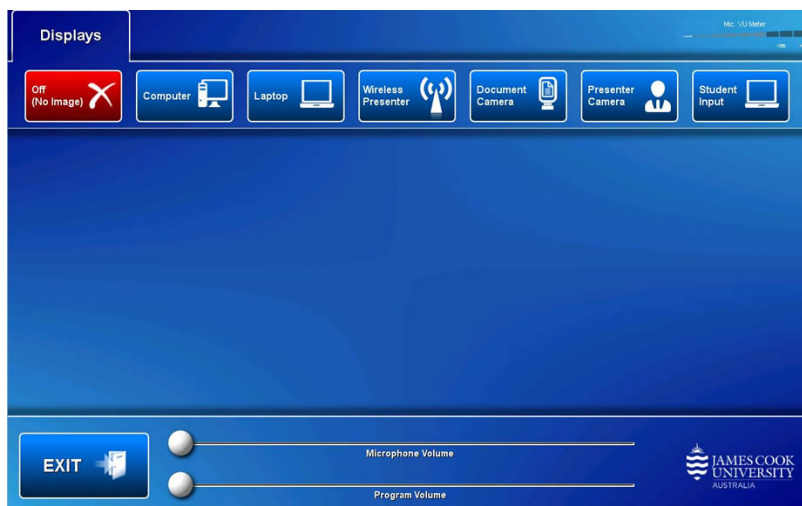 Displays
Mic. VU Meter
Off
(No Image)
Computer
Laptop
Wireless
Presenter
Document
Camera
Presenter
Camera
Student
Input
EXIT
Microphone Volume
Program Volume
JAMES COOK
UNIVERSITY
AUSTRALIA